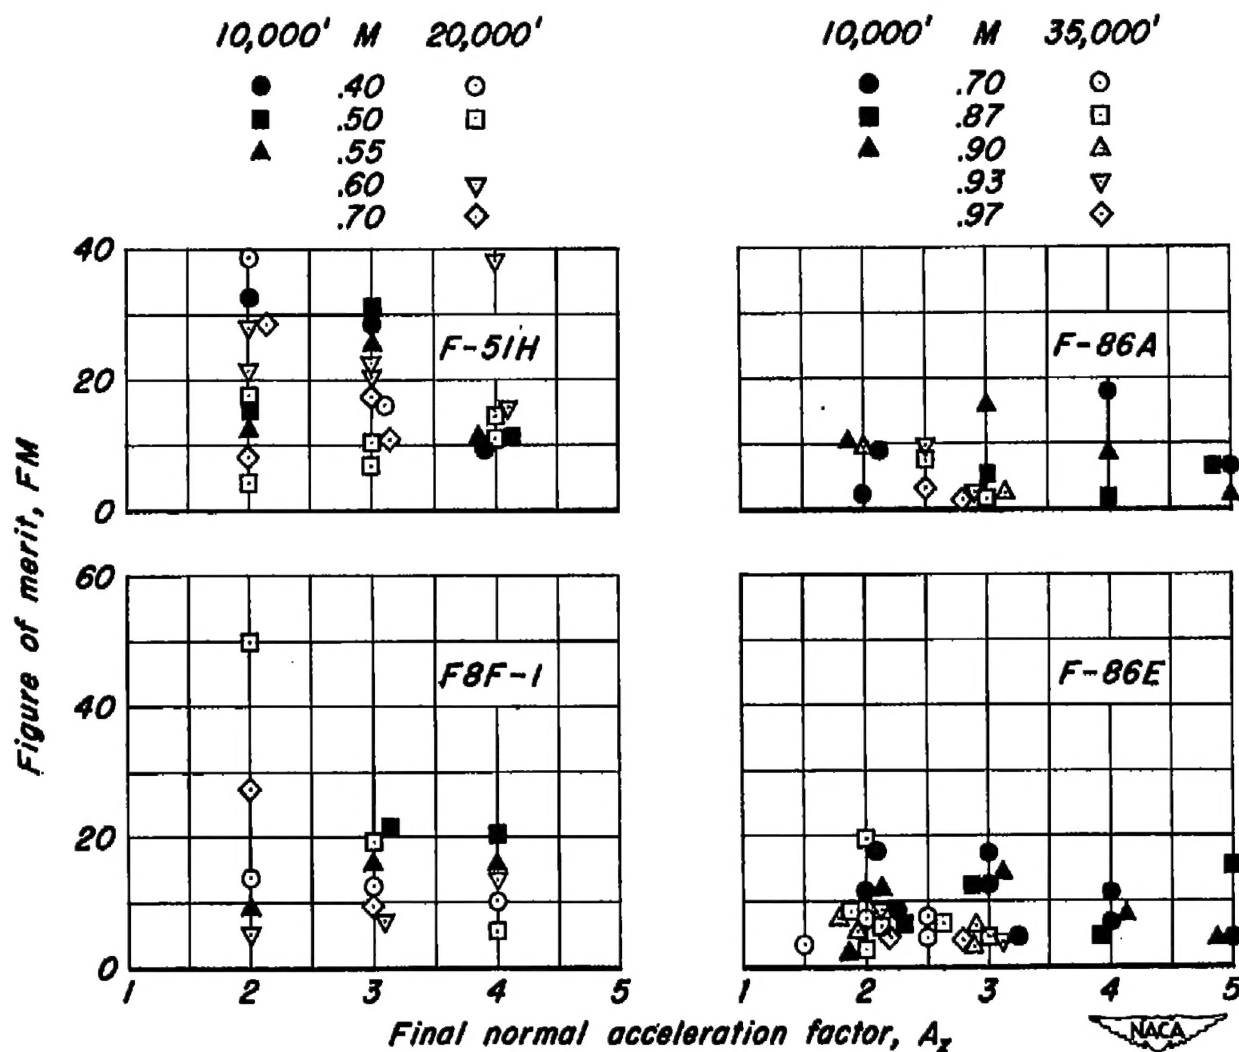 10,000' M 20,000'
.40
.50
.55
.60
.70
10,000' M 35,000'
.70
.87
.90
.93
.97
Figure of merit, FM
40
20
0
F-51H
F-86A
60
40
20
0
F8F-1
F-86E
1 2 3 4 5
1 2 3 4 5
Final normal acceleration factor, Az
NACA